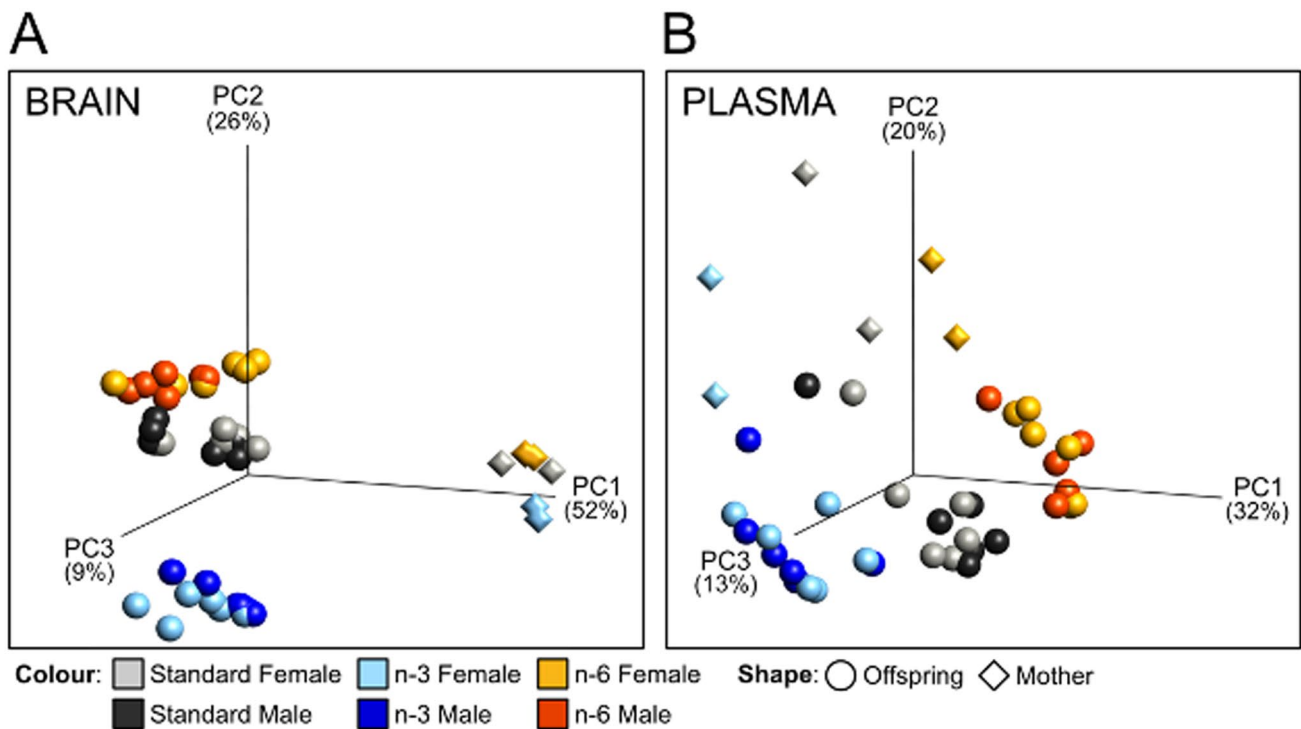 A
B
BRAIN
PC2
(26%)
PC1
(52%)
PC3
(9%)
PLASMA
PC2
(20%)
PC1
(32%)
PC3
(13%)
Colour: Standard Female n-3 Female n-6 Female Shape: Offspring Mother
Standard Male n-3 Male n-6 Male